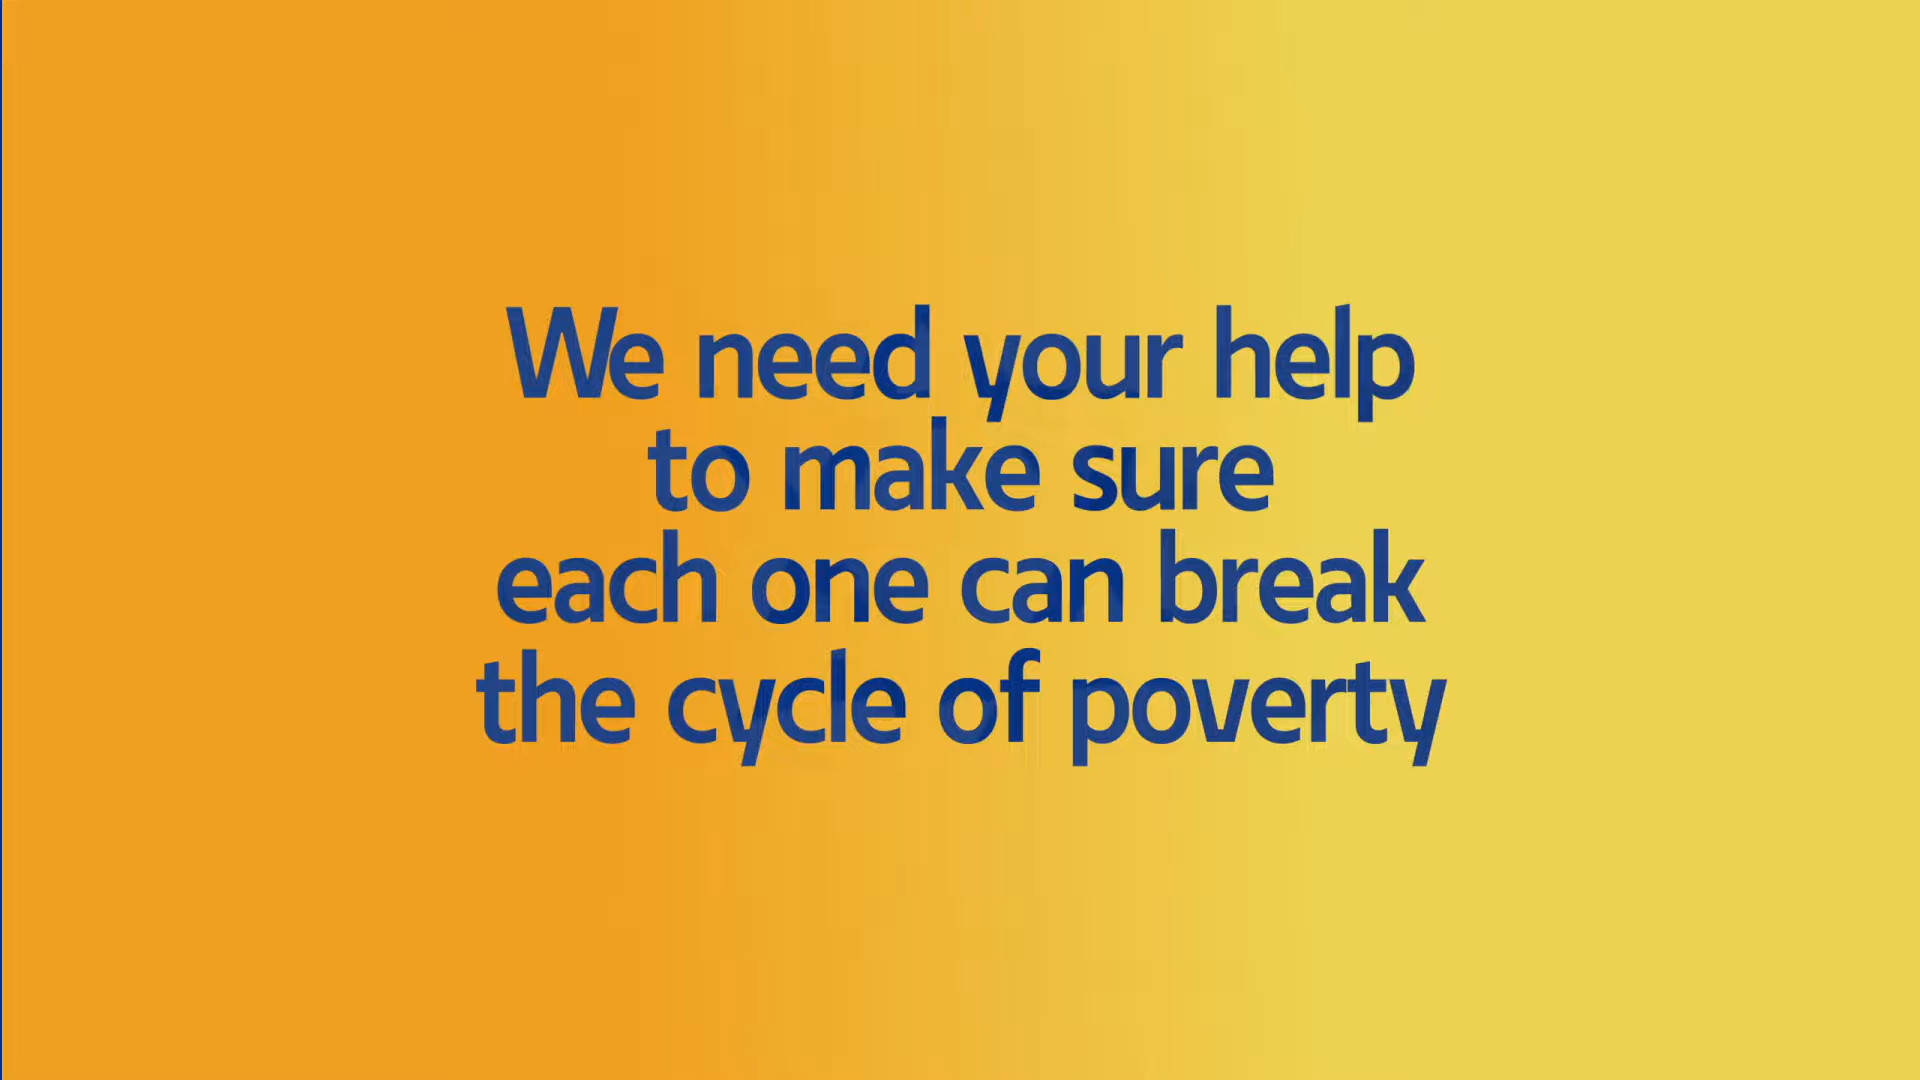 We need your help
to make sure
each one can break
the cycle of poverty